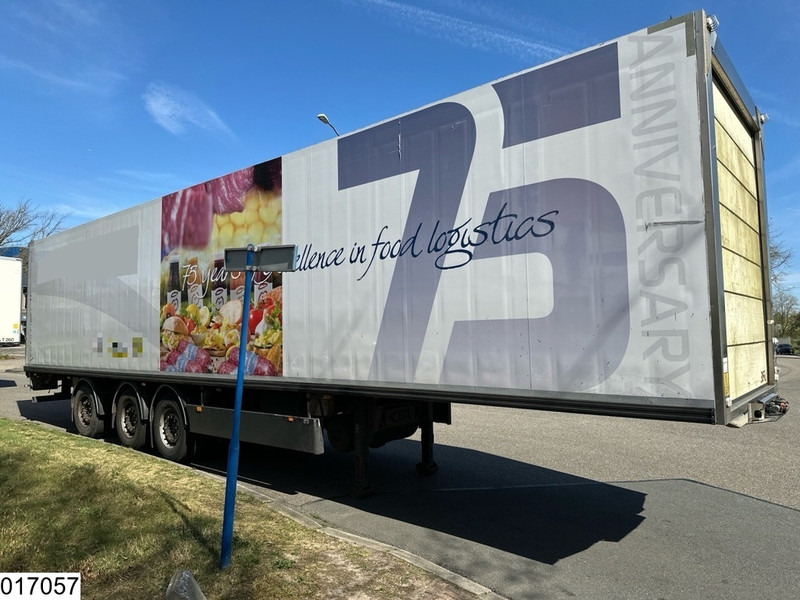 75
ANNIVERSARY
75 years
ellence in food logistics
017057